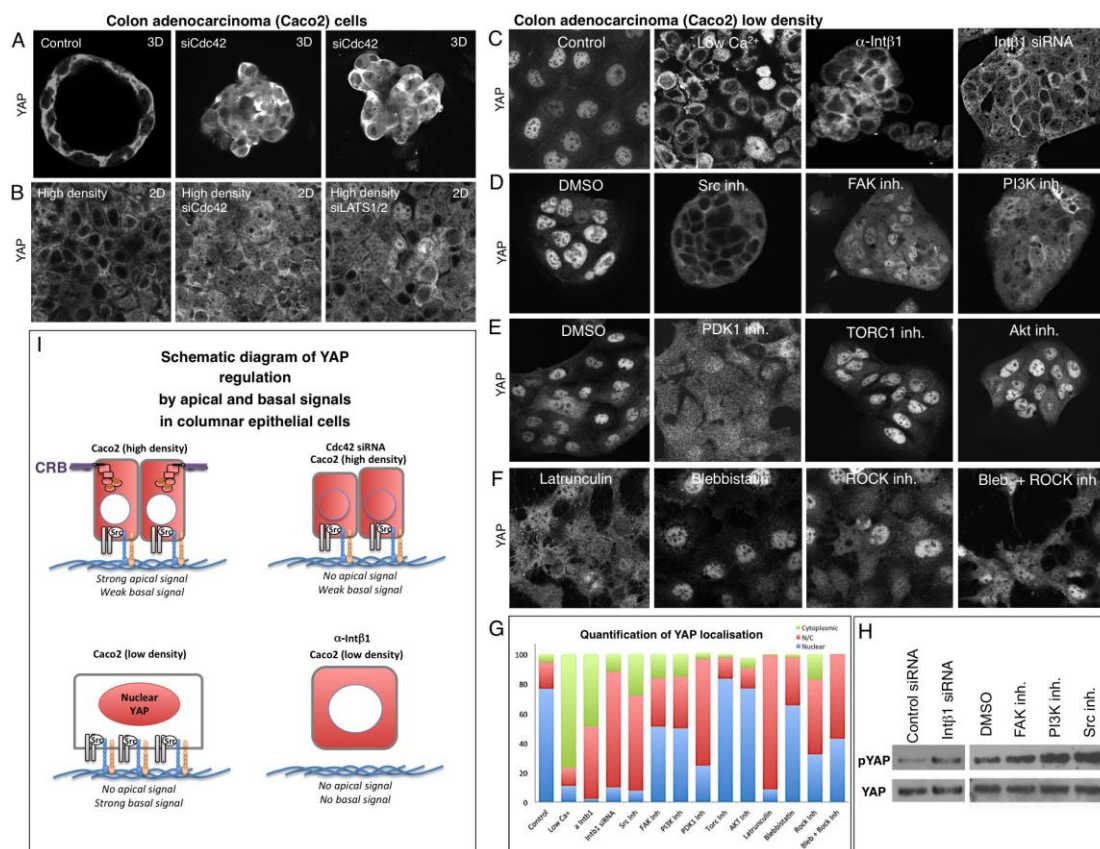 Colon adenocarcinoma (Caco2) cells
A
YAP
Control
3D
siCdc42
3D
siCdc42
3D
B
YAP
High density
2D
High density
siCdc42
2D
High density
siLATS1/2
2D
Colon adenocarcinoma (Caco2) low density
C
YAP
Control
Low Ca2+
α-Intβ1
Intβ1 siRNA
D
YAP
DMSO
Src inh.
FAK inh.
PI3K inh.
E
YAP
DMSO
PDK1 inh.
TORC1 inh.
Akt inh.
F
YAP
Latrunculin
Blebbistatin
ROCK inh.
Bleb. + ROCK inh
I
Schematic diagram of YAP
regulation
by apical and basal signals
in columnar epithelial cells
Caco2 (high density)
CRB
Src
Src
Strong apical signal
Weak basal signal
Cdc42 siRNA
Caco2 (high density)
Src
Src
No apical signal
Weak basal signal
Caco2 (low density)
Nuclear
YAP
Src
Src
Src
No apical signal
Strong basal signal
α-Intβ1
Caco2 (low density)
No apical signal
No basal signal
G
Quantification of YAP localisation
Cytoplasmic
N/C
Nuclear
100
80
60
40
20
0
Control
Low Ca+
a Intb1
Intb1 siRNA
Src Inh
FAK Inh
PI3K Inh
PDK1 Inh
Torc Inh
AKT Inh
Latrunculin
Blebbistatin
Rock Inh
Bleb + Rock Inh
H
Control siRNA
Intβ1 siRNA
DMSO
FAK inh.
PI3K inh.
Src inh.
pYAP
YAP